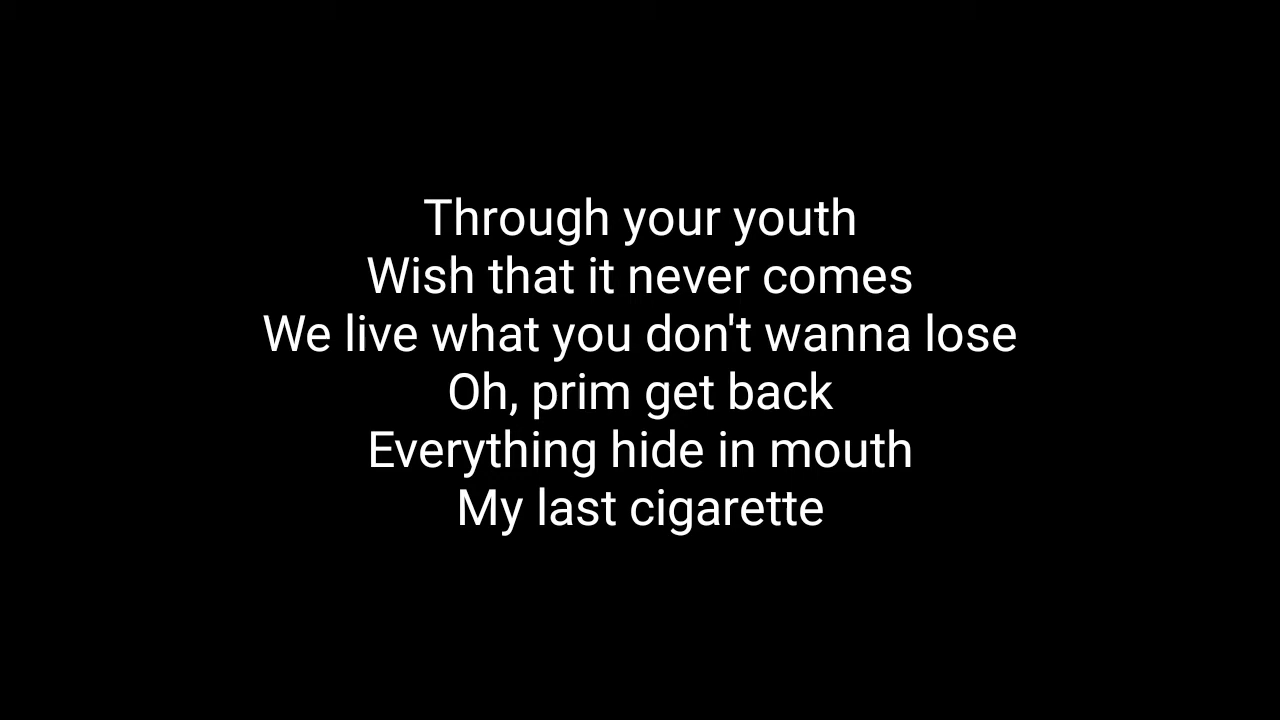 Through your youth
Wish that it never comes
We live what you don't wanna lose
Oh, prim get back
Everything hide in mouth
My last cigarette